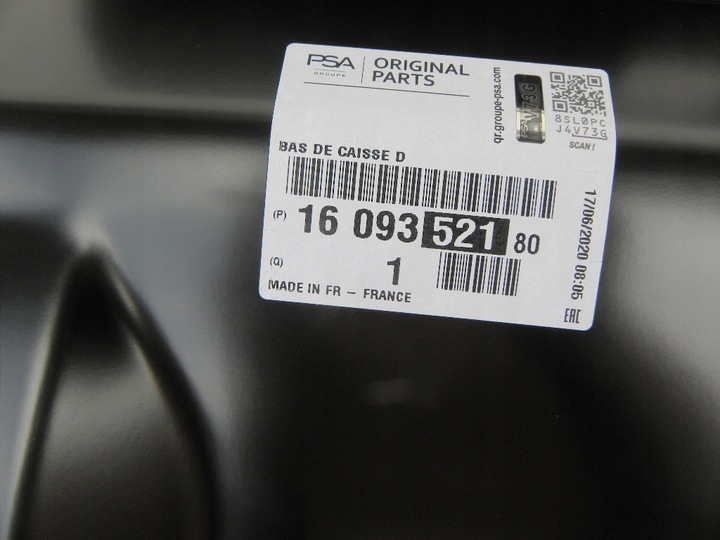 PSA
GROUPE
ORIGINAL
PARTS
qr.groupe-psa.com
PSA
V73G
8SL0PC
J4V73G
SCAN!
BAS DE CAISSE D
(P) 16 093 521 80
(Q) 1
MADE IN FR - FRANCE
17/06/2020 08:05
EAC